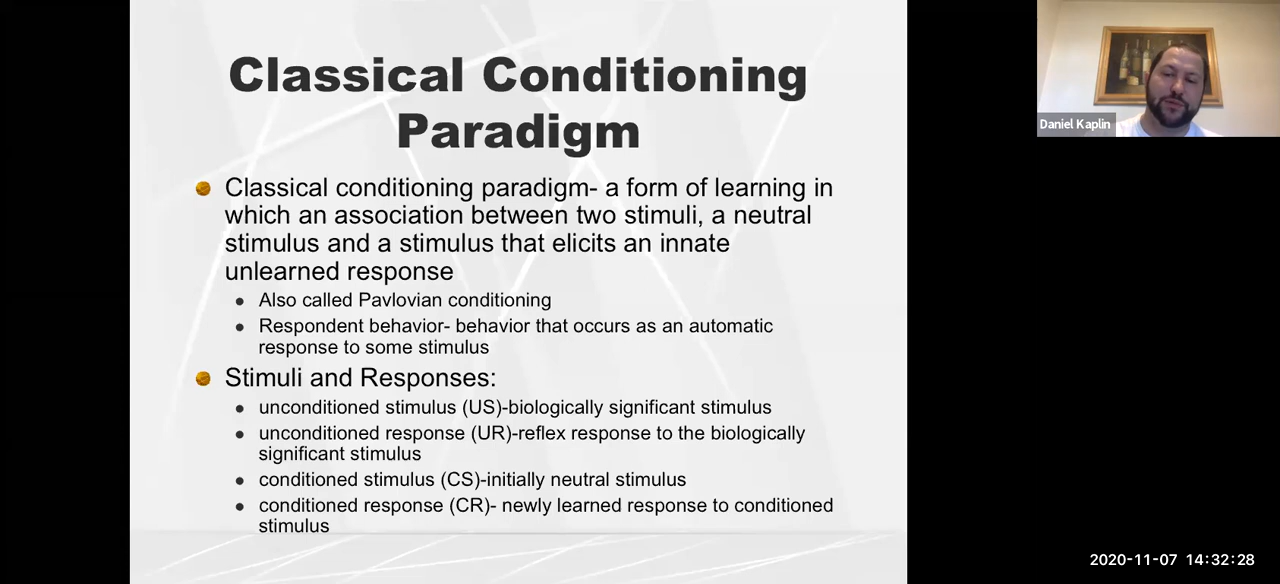 Classical Conditioning
Paradigm
Classical conditioning paradigm- a form of learning in
which an association between two stimuli, a neutral
stimulus and a stimulus that elicits an innate
unlearned response
Also called Pavlovian conditioning
Respondent behavior- behavior that occurs as an automatic
response to some stimulus
Stimuli and Responses:
unconditioned stimulus (US)-biologically significant stimulus
unconditioned response (UR)-reflex response to the biologically
significant stimulus
conditioned stimulus (CS)-initially neutral stimulus
conditioned response (CR)- newly learned response to conditioned
stimulus
Daniel Kaplin
2020-11-07 14:32:28